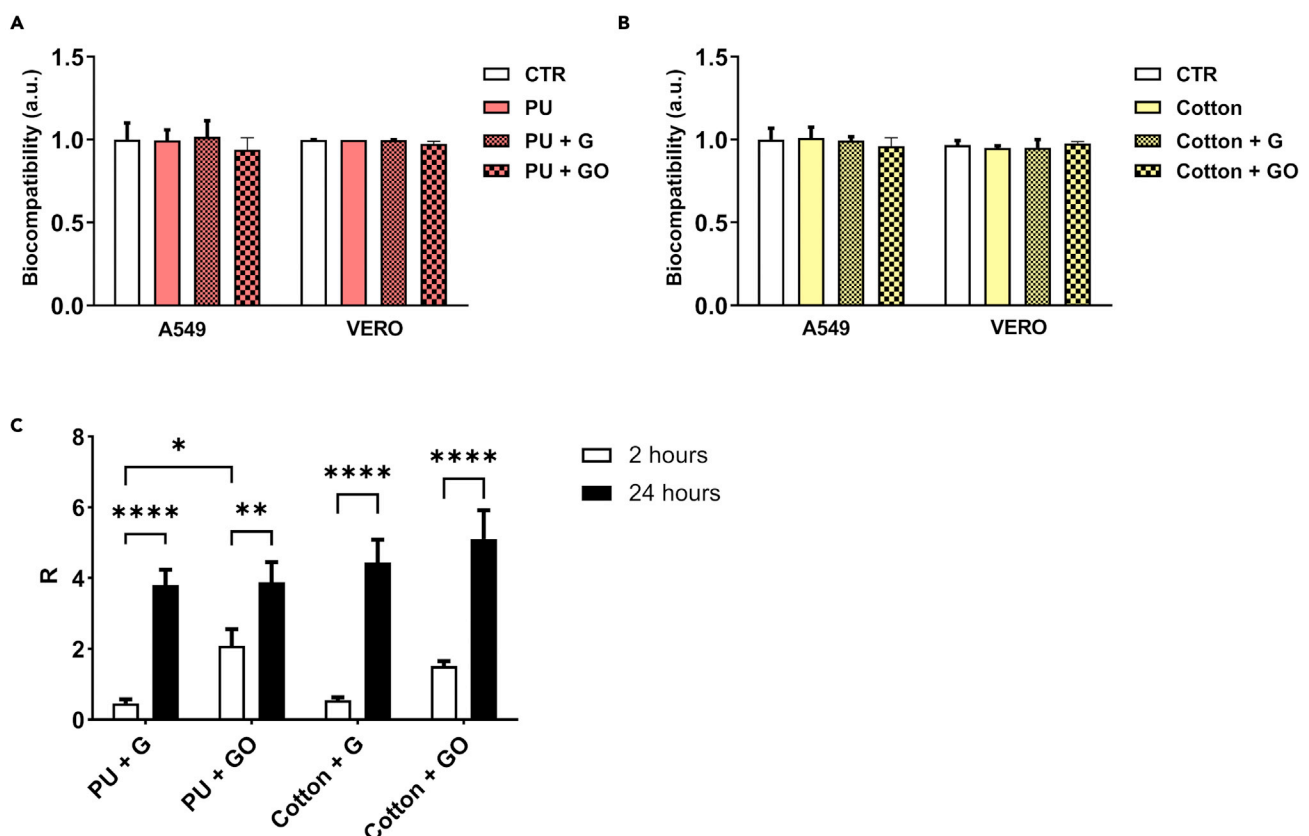 A
Biocompatibility (a.u.)
1.5
1.0
0.5
0.0
A549
VERO
CTR
PU
PU + G
PU + GO
B
Biocompatibility (a.u.)
1.5
1.0
0.5
0.0
A549
VERO
CTR
Cotton
Cotton + G
Cotton + GO
C
R
8
6
4
2
0
*
****
**
****
****
PU + G
PU + GO
Cotton + G
Cotton + GO
2 hours
24 hours